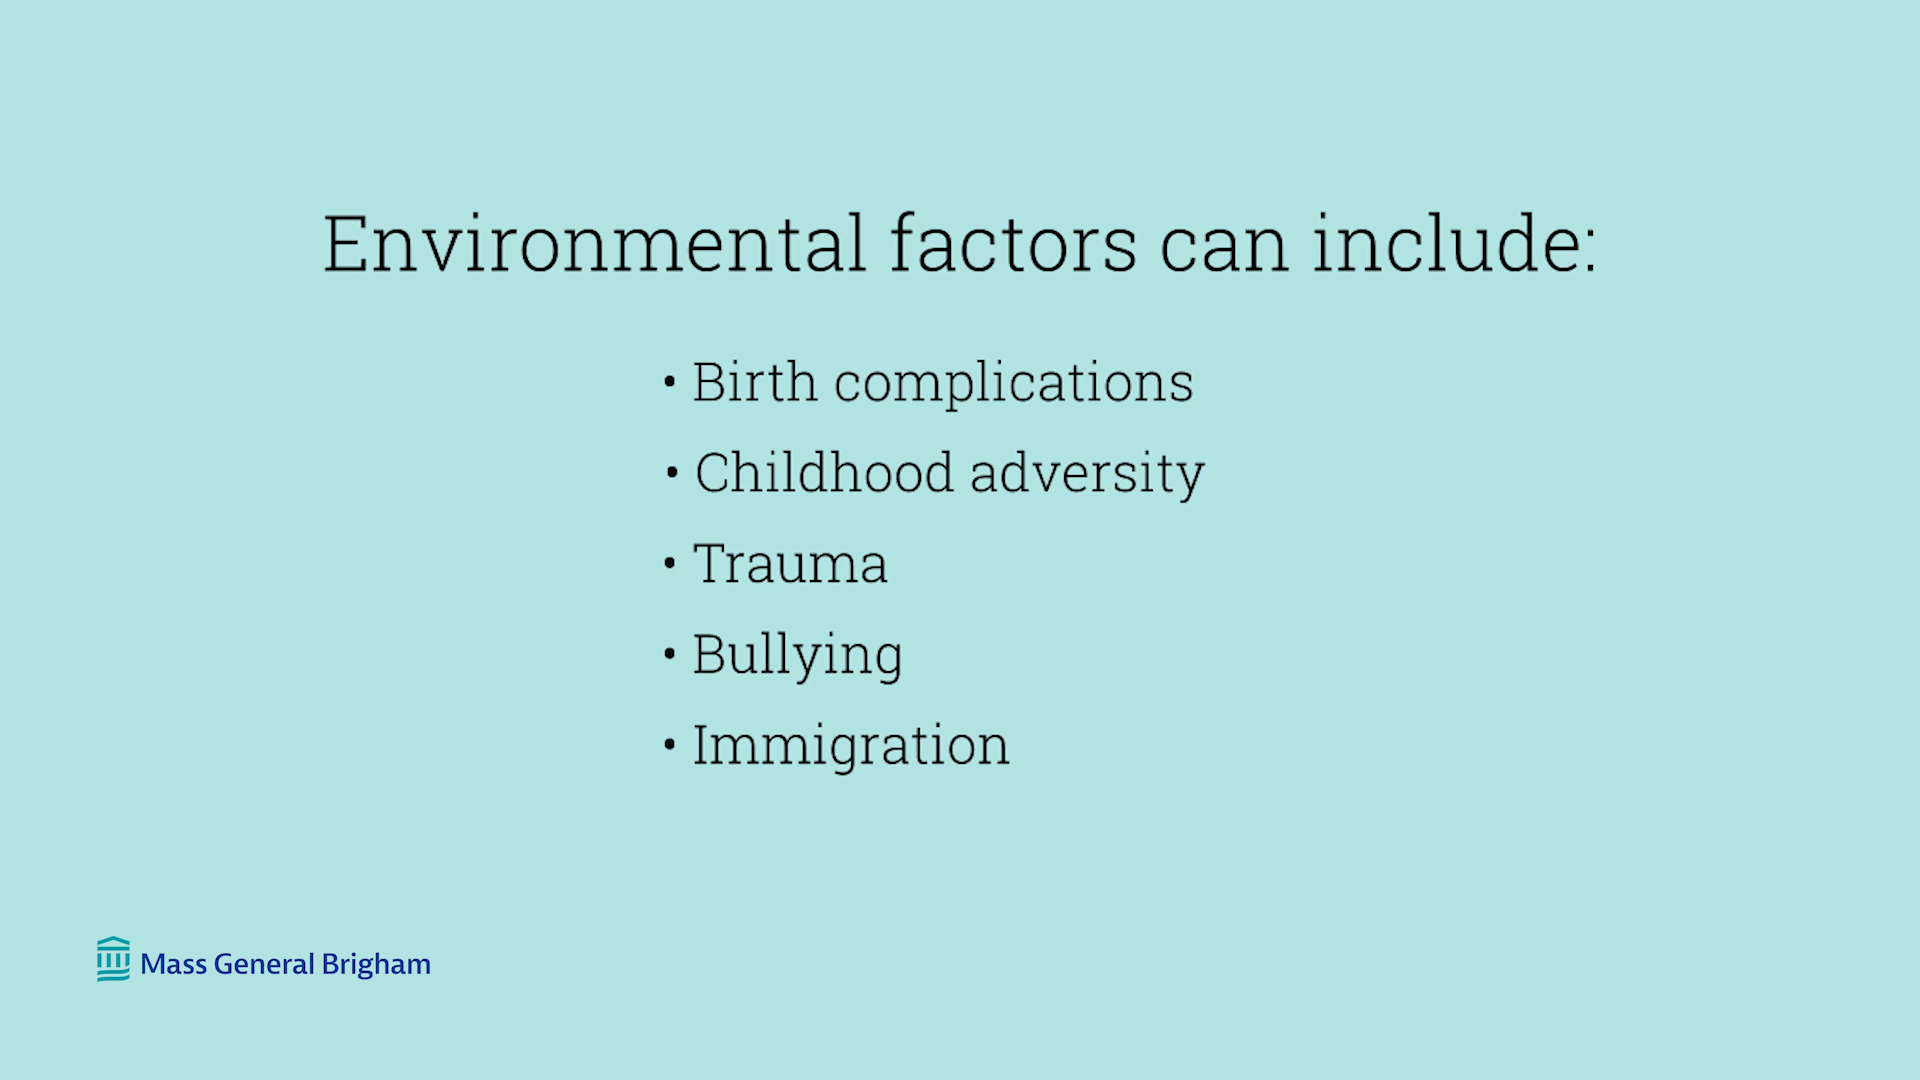 Environmental factors can include:
• Birth complications
• Childhood adversity
• Trauma
• Bullying
• Immigration
Mass General Brigham